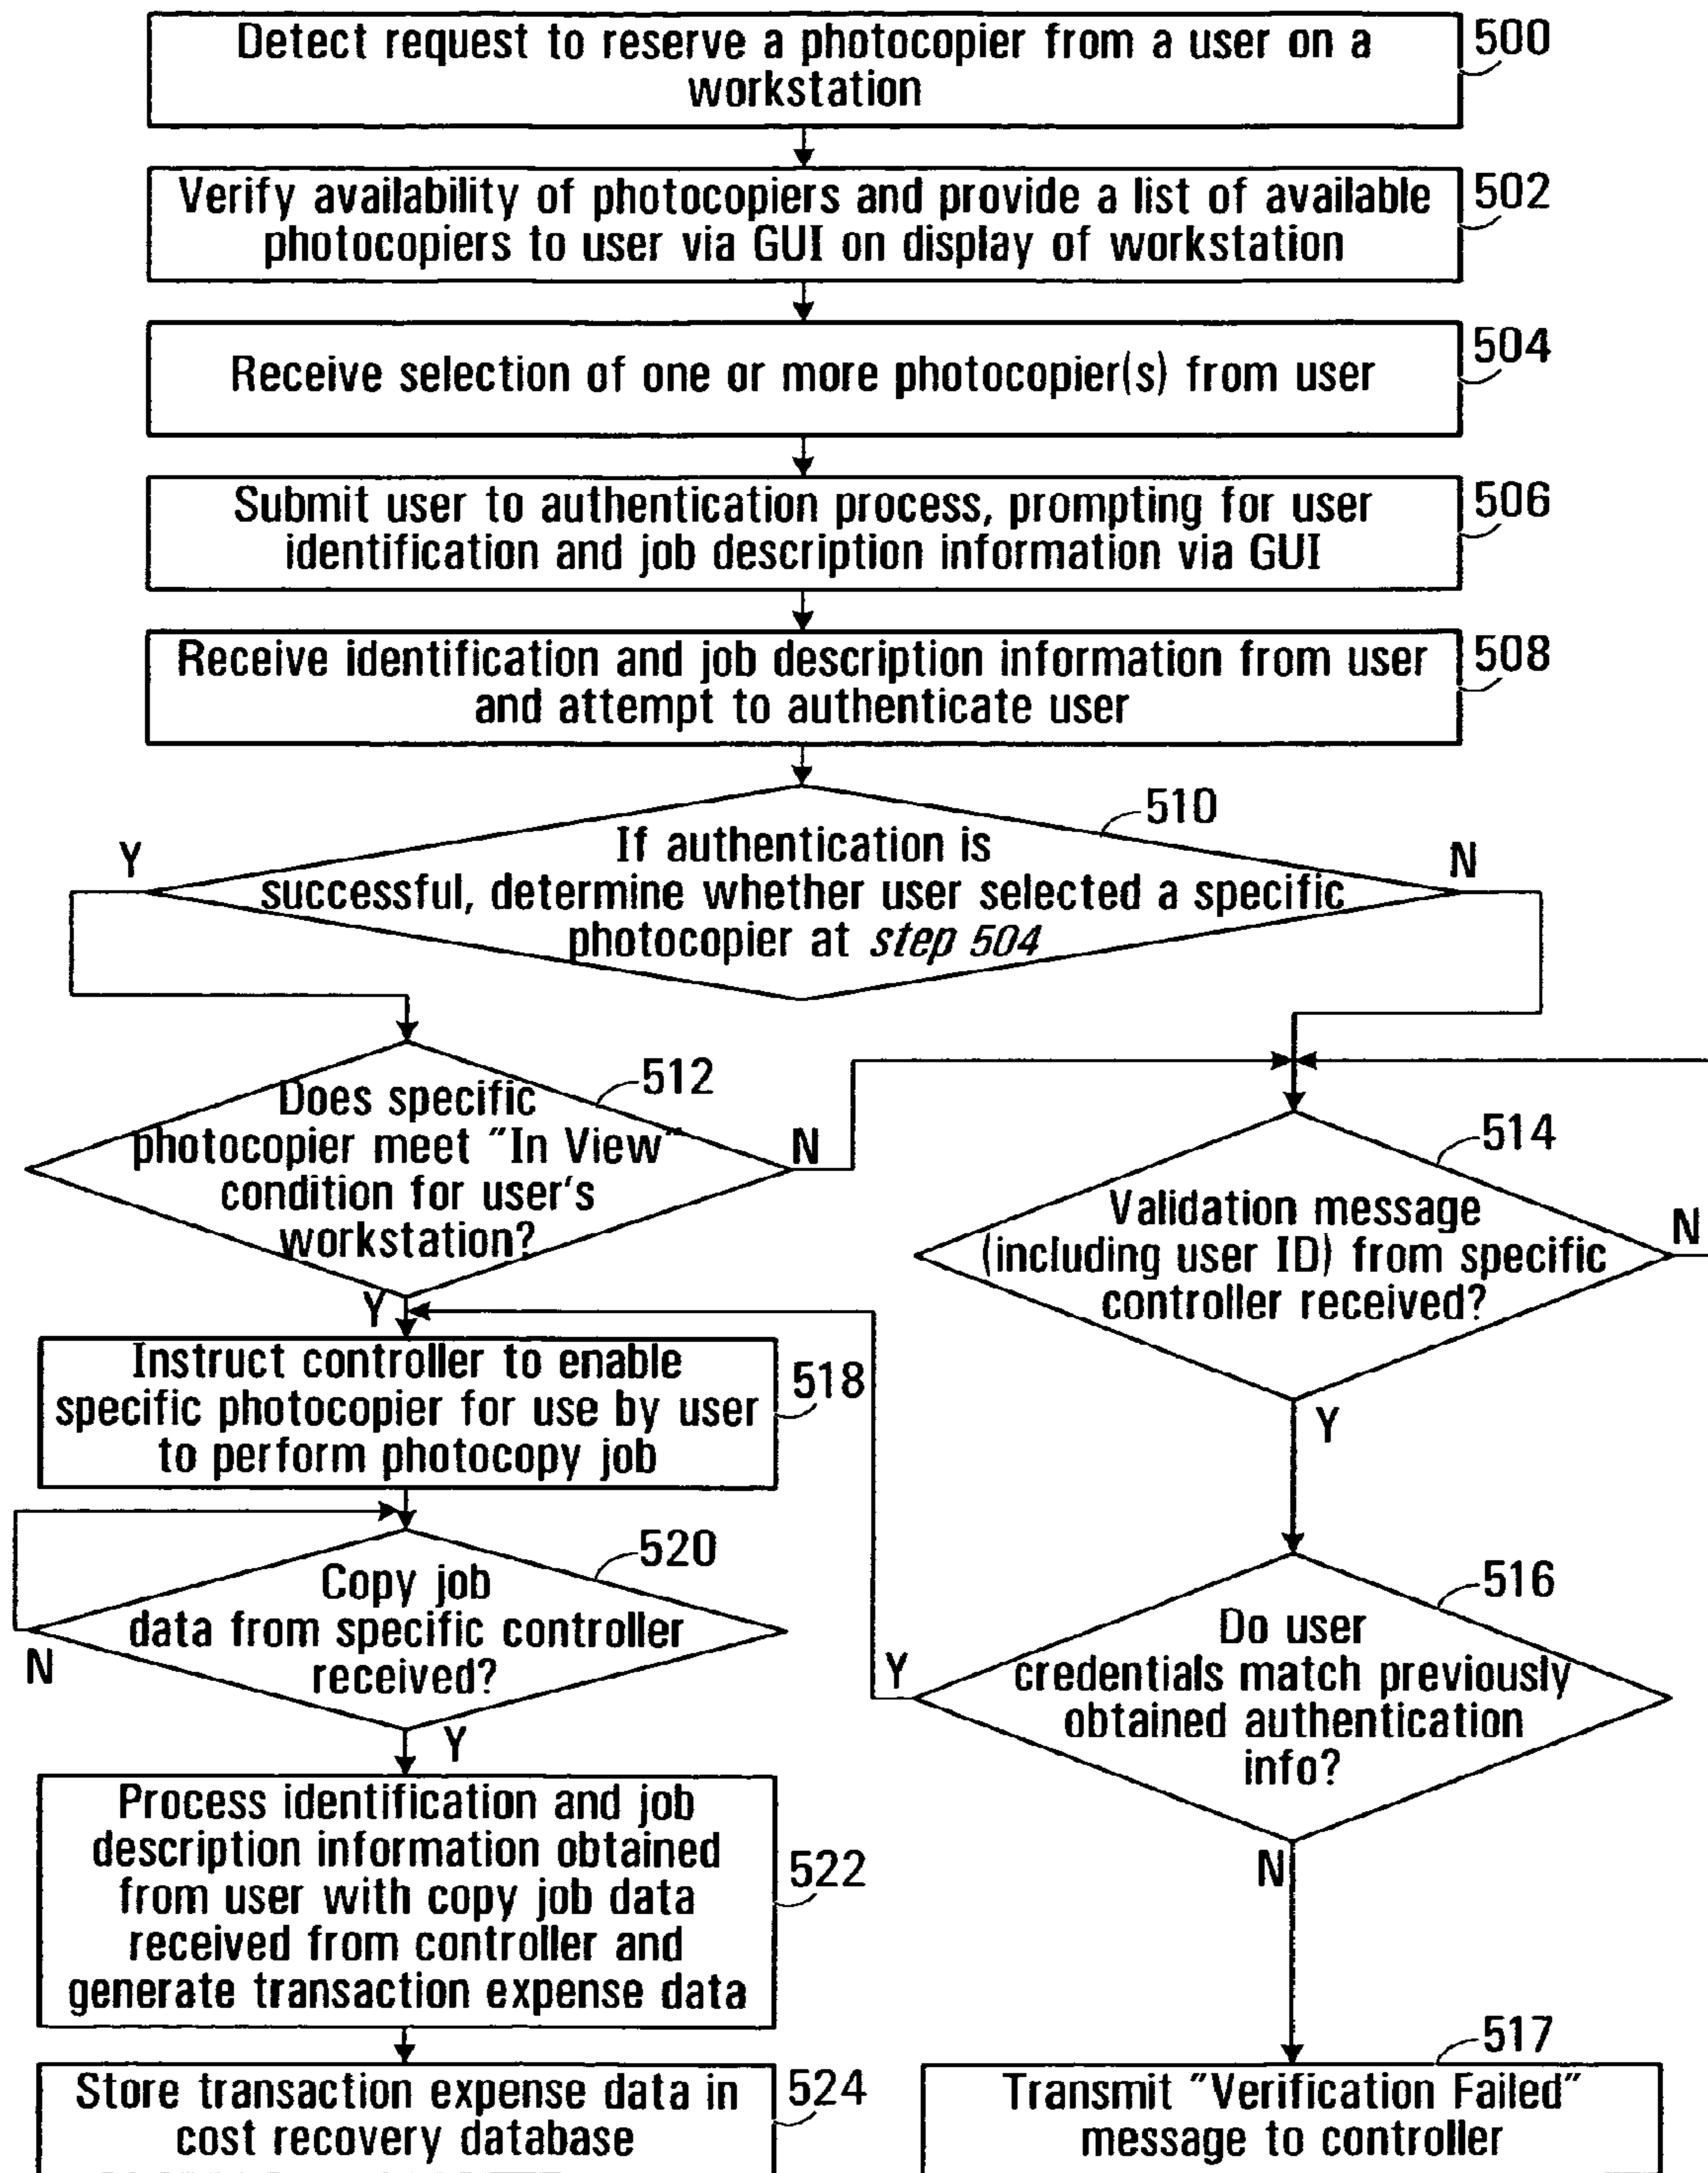 Detect request to reserve a photocopier from a user on a
workstation
500
Verify availability of photocopiers and provide a list of available
photocopiers to user via GUI on display of workstation
502
Receive selection of one or more photocopier(s) from user
504
Submit user to authentication process, prompting for user
identification and job description information via GUI
506
Receive identification and job description information from user
and attempt to authenticate user
508
510
If authentication is
successful, determine whether user selected a specific
photocopier at step 504
Y
N
512
Does specific
photocopier meet "In View"
condition for user's
workstation?
N
Y
514
Validation message
(including user ID) from specific
controller received?
N
Y
Instruct controller to enable
specific photocopier for use by user
to perform photocopy job
518
520
Copy job
data from specific controller
received?
N
Y
516
Do user
credentials match previously
obtained authentication
info?
Y
N
Process identification and job
description information obtained
from user with copy job data
received from controller and
generate transaction expense data
522
Store transaction expense data in
cost recovery database
524
517
Transmit "Verification Failed"
message to controller